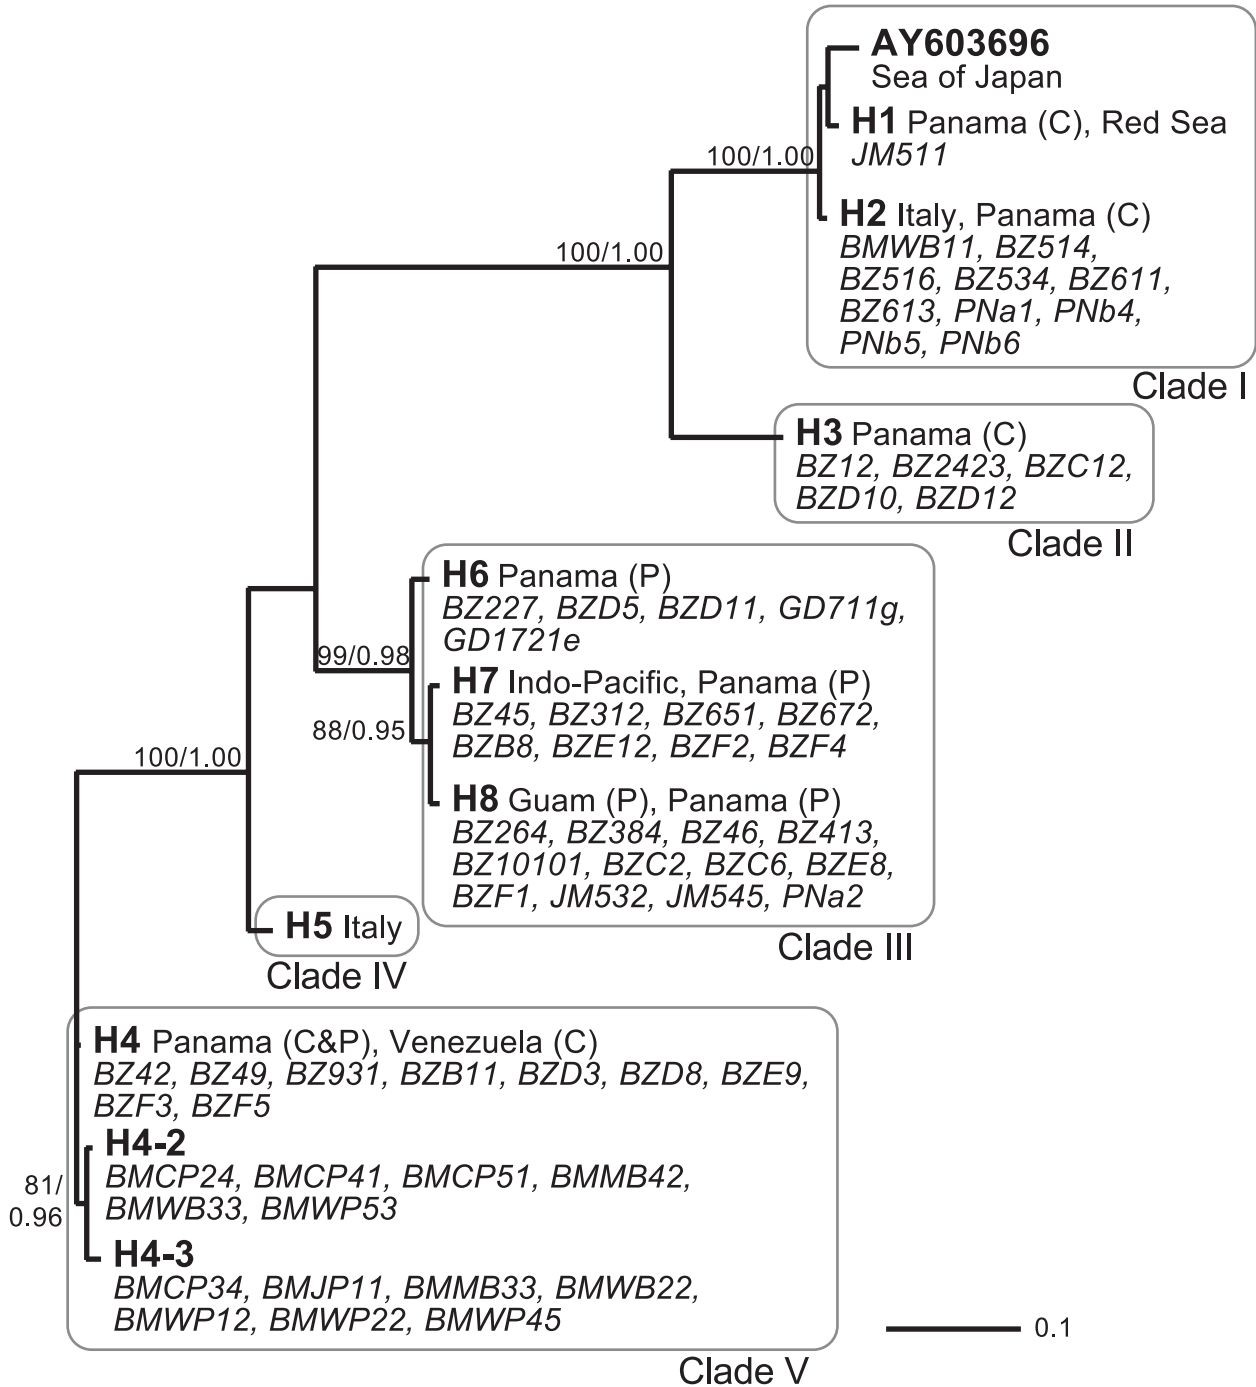 AY603696
Sea of Japan
H1 Panama (C), Red Sea
JM511
100/1.00
H2 Italy, Panama (C)
BMWB11, BZ514,
BZ516, BZ534, BZ611,
BZ613, PNa1, PNb4,
PNb5, PNb6
Clade I
100/1.00
H3 Panama (C)
BZ12, BZ2423, BZC12,
BZD10, BZD12
Clade II
H6 Panama (P)
BZ227, BZD5, BZD11, GD711g,
GD1721e
99/0.98
H7 Indo-Pacific, Panama (P)
BZ45, BZ312, BZ651, BZ672,
BZB8, BZE12, BZF2, BZF4
88/0.95
H8 Guam (P), Panama (P)
BZ264, BZ384, BZ46, BZ413,
BZ10101, BZC2, BZC6, BZE8,
BZF1, JM532, JM545, PNa2
Clade III
100/1.00
H5 Italy
Clade IV
H4 Panama (C&P), Venezuela (C)
BZ42, BZ49, BZ931, BZB11, BZD3, BZD8, BZE9,
BZF3, BZF5
H4-2
BMCP24, BMCP41, BMCP51, BMMB42,
BMWB33, BMWP53
81/
0.96
H4-3
BMCP34, BMJP11, BMMB33, BMWB22,
BMWP12, BMWP22, BMWP45
Clade V
0.1